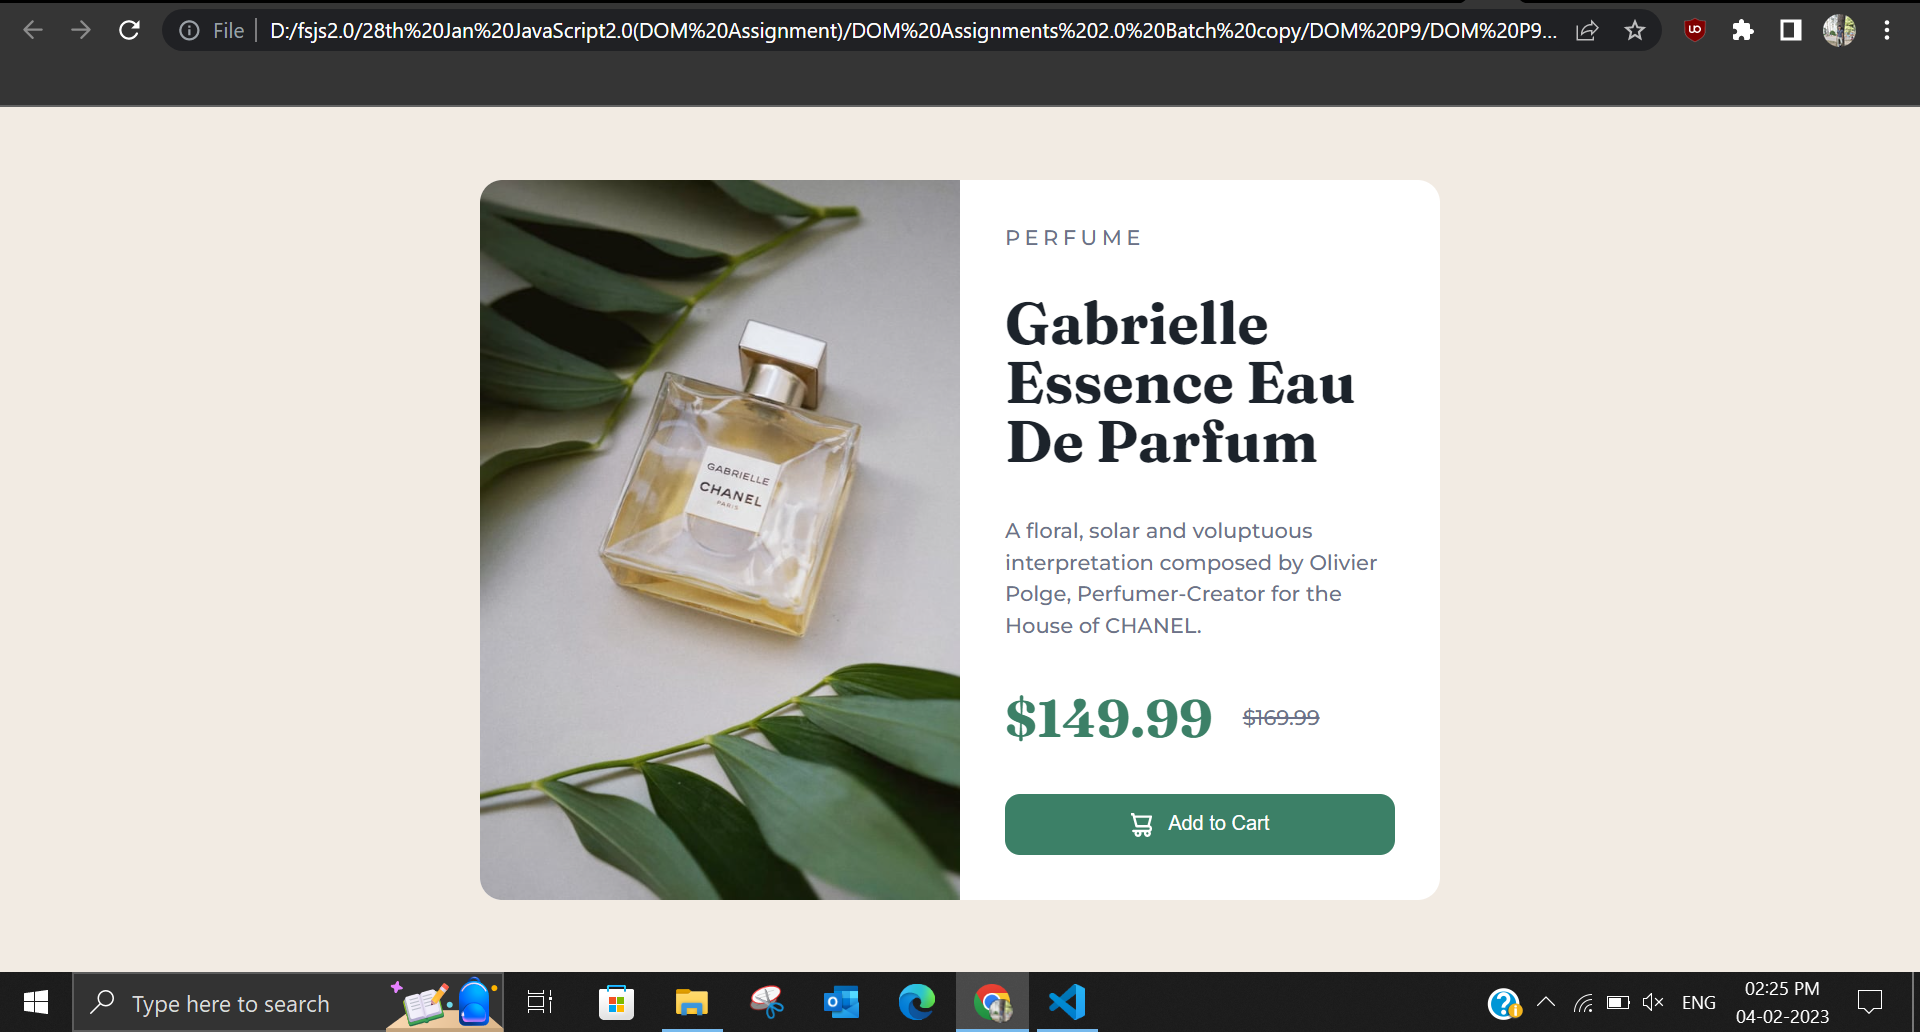 File
D:/fsjs2.0/28th%20Jan%20JavaScript2.0(DOM%20Assignment)/DOM%20Assignments%202.0%20Batch%20copy/DOM%20P9/DOM%20P9...
PERFUME
Gabrielle
Essence Eau
De Parfum
A floral, solar and voluptuous
interpretation composed by Olivier
Polge, Perfumer-Creator for the
House of CHANEL.
$149.99 $169.99
Add to Cart
GABRIELLE
CHANEL
PARIS
Type here to search
ENG
02:25 PM
04-02-2023